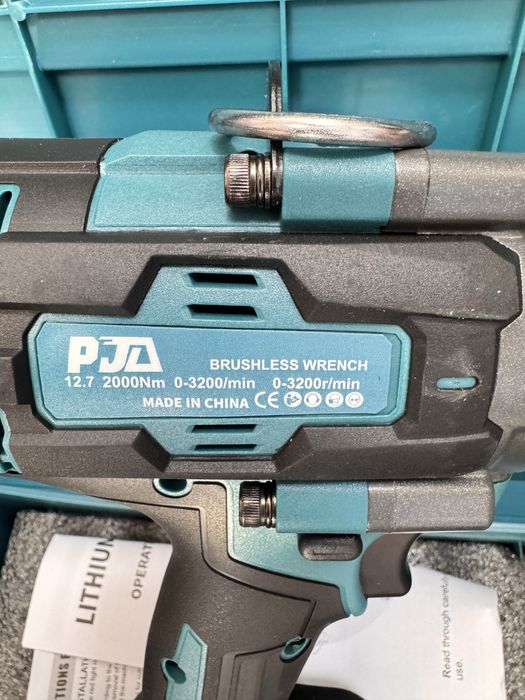 PJA
BRUSHLESS WRENCH
12.7 2000Nm 0-3200/min 0-3200r/min
MADE IN CHINA CE
LITHIUM
OPERAT
Read through careful
use.